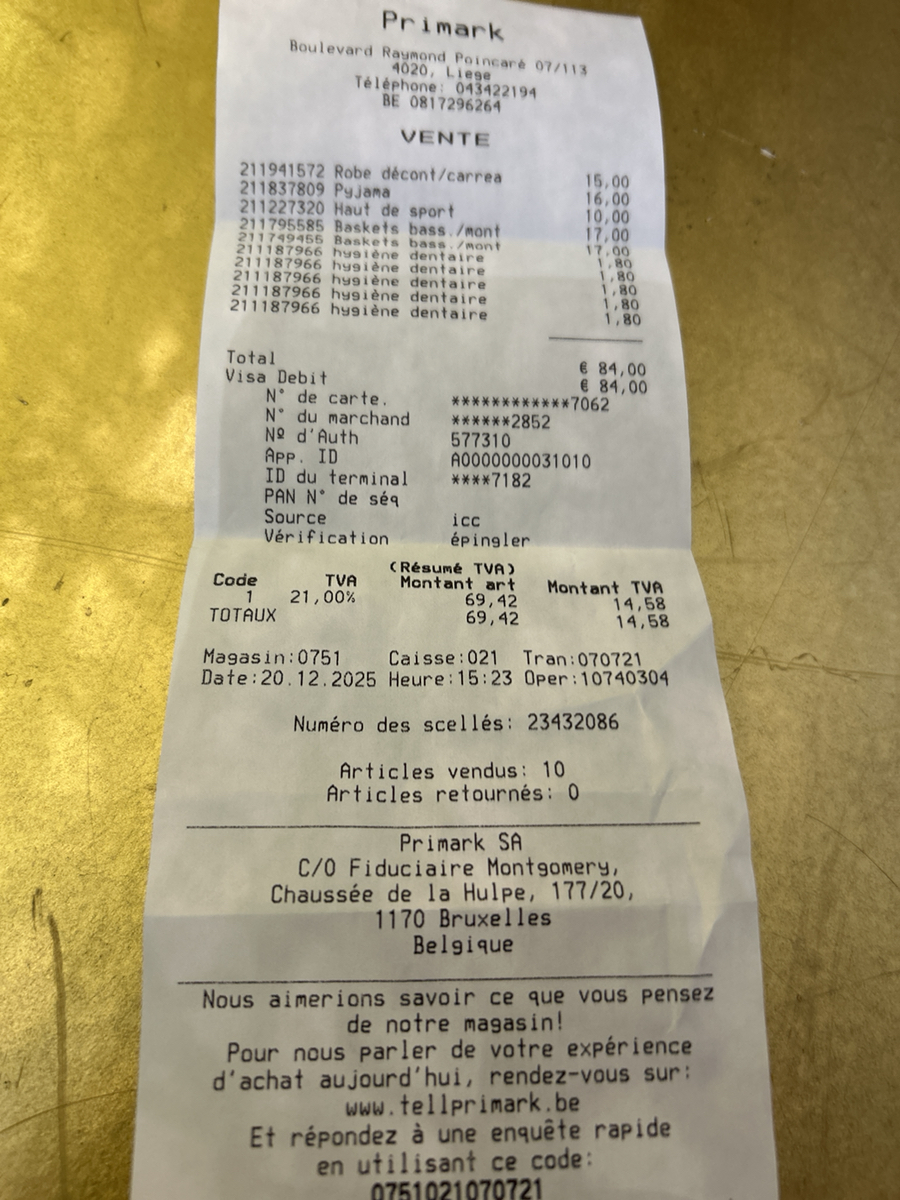 Primark
Boulevard Raymond Poincaré 07/113
4020, Liege
Téléphone: 043422194
BE 0817296264
VENTE
211941572 Robe décont/carrea 15,00
211837809 Pyjama 16,00
211227320 Haut de sport 10,00
211795585 Baskets bass./mont 17,00
211749455 Baskets bass./mont 17,00
211187966 hygiène dentaire 1,80
211187966 hygiène dentaire 1,80
211187966 hygiène dentaire 1,80
211187966 hygiène dentaire 1,80
211187966 hygiène dentaire 1,80
Total € 84,00
Visa Debit € 84,00
N° de carte. ************7062
N° du marchand ******2852
Nº d'Auth 577310
App. ID A0000000031010
ID du terminal ****7182
PAN N° de séq
Source icc
Vérification épingler
(Résumé TVA)
Code TVA Montant art Montant TVA
1 21,00% 69,42 14,58
TOTAUX 69,42 14,58
Magasin:0751 Caisse:021 Tran:070721
Date:20.12.2025 Heure:15:23 Oper:10740304
Numéro des scellés: 23432086
Articles vendus: 10
Articles retournés: 0
Primark SA
C/O Fiduciaire Montgomery,
Chaussée de la Hulpe, 177/20,
1170 Bruxelles
Belgique
Nous aimerions savoir ce que vous pensez
de notre magasin!
Pour nous parler de votre expérience
d'achat aujourd'hui, rendez-vous sur:
www.tellprimark.be
Et répondez à une enquête rapide
en utilisant ce code:
0751021070721